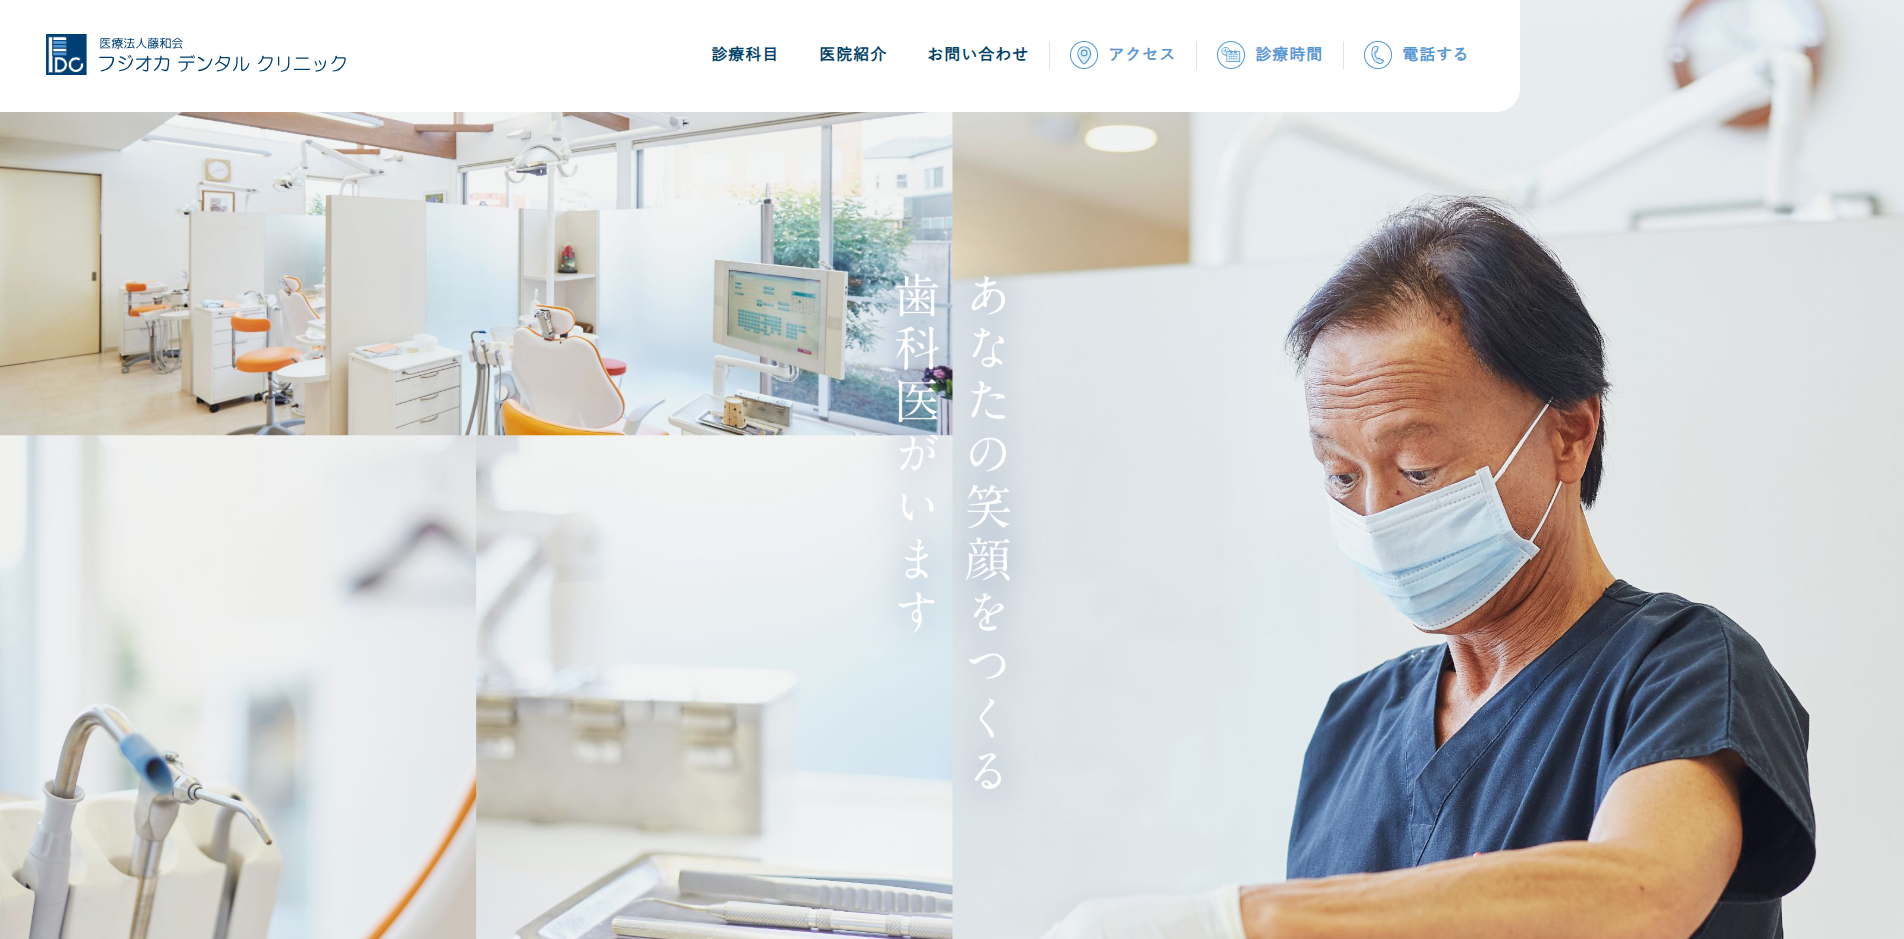 医療法人藤和会
フジオカ デンタル クリニック
診療科目
医院紹介
お問い合わせ
アクセス
診療時間
電話する
あなたの笑顔をつくる
歯科医がいます